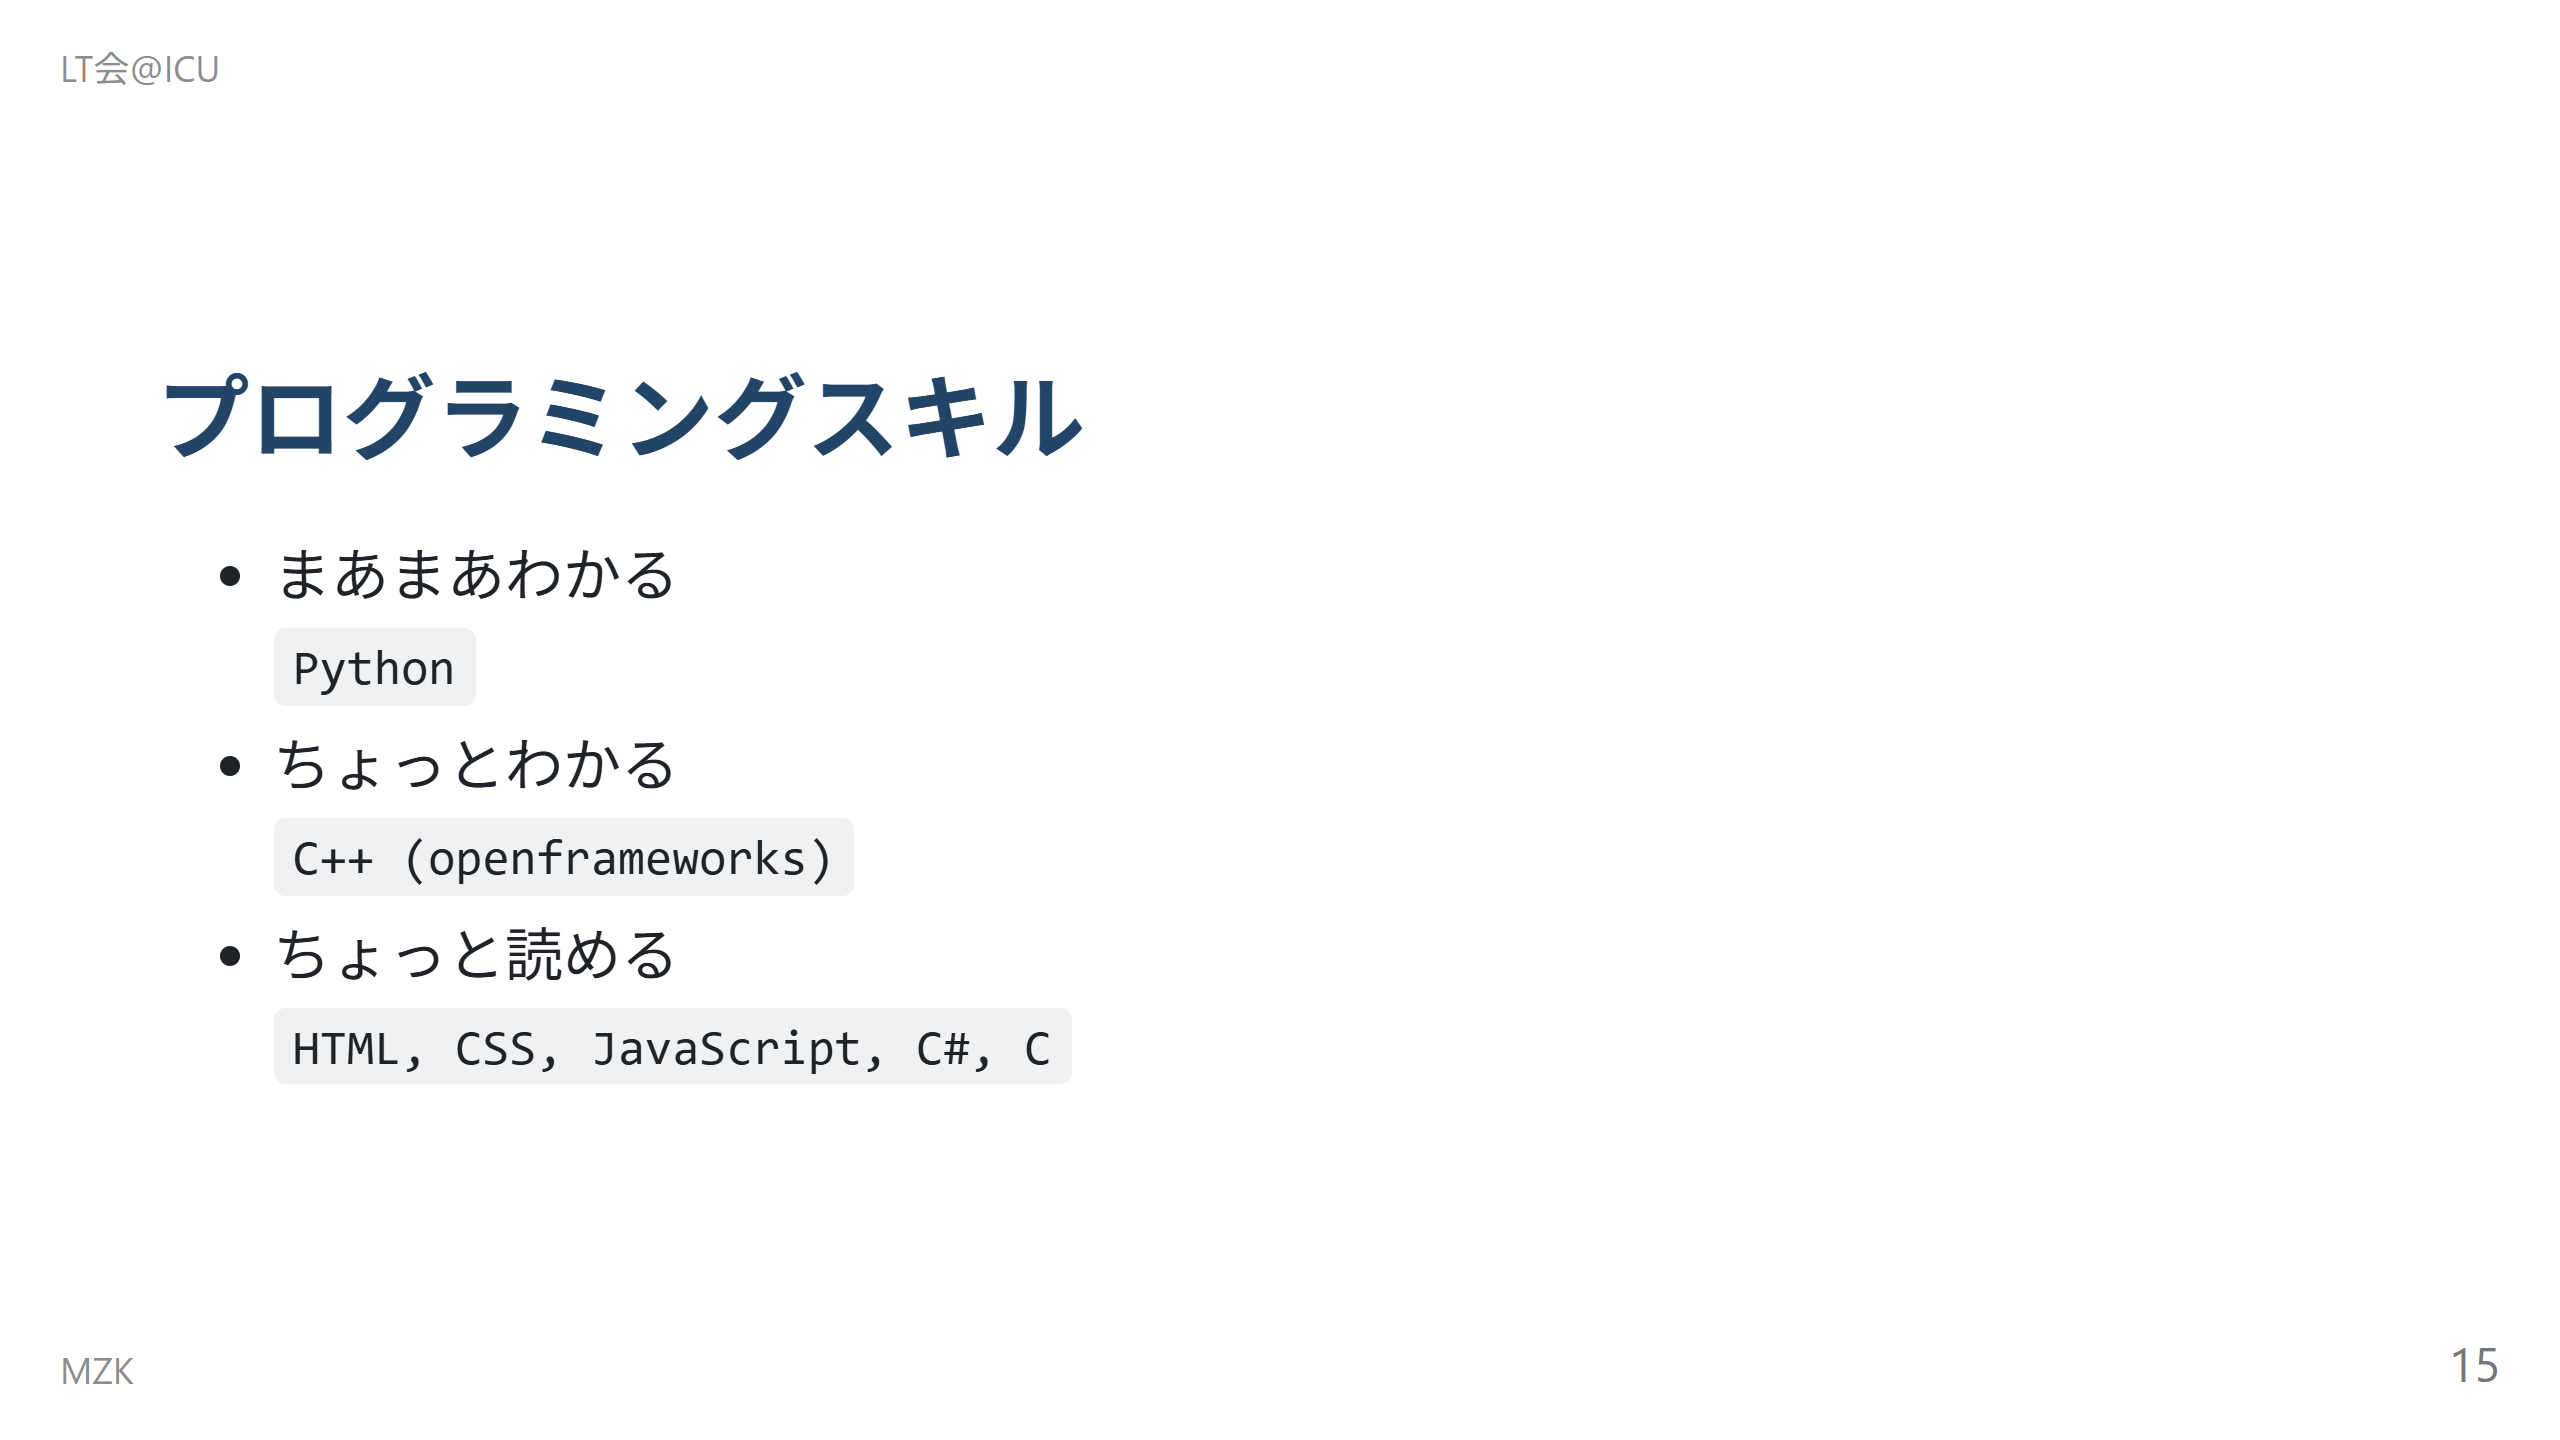 LT会@ICU
プログラミングスキル
まあまあわかる
Python
ちょっとわかる
C++ (openframeworks)
ちょっと読める
HTML, CSS, JavaScript, C#, C
MZK
15